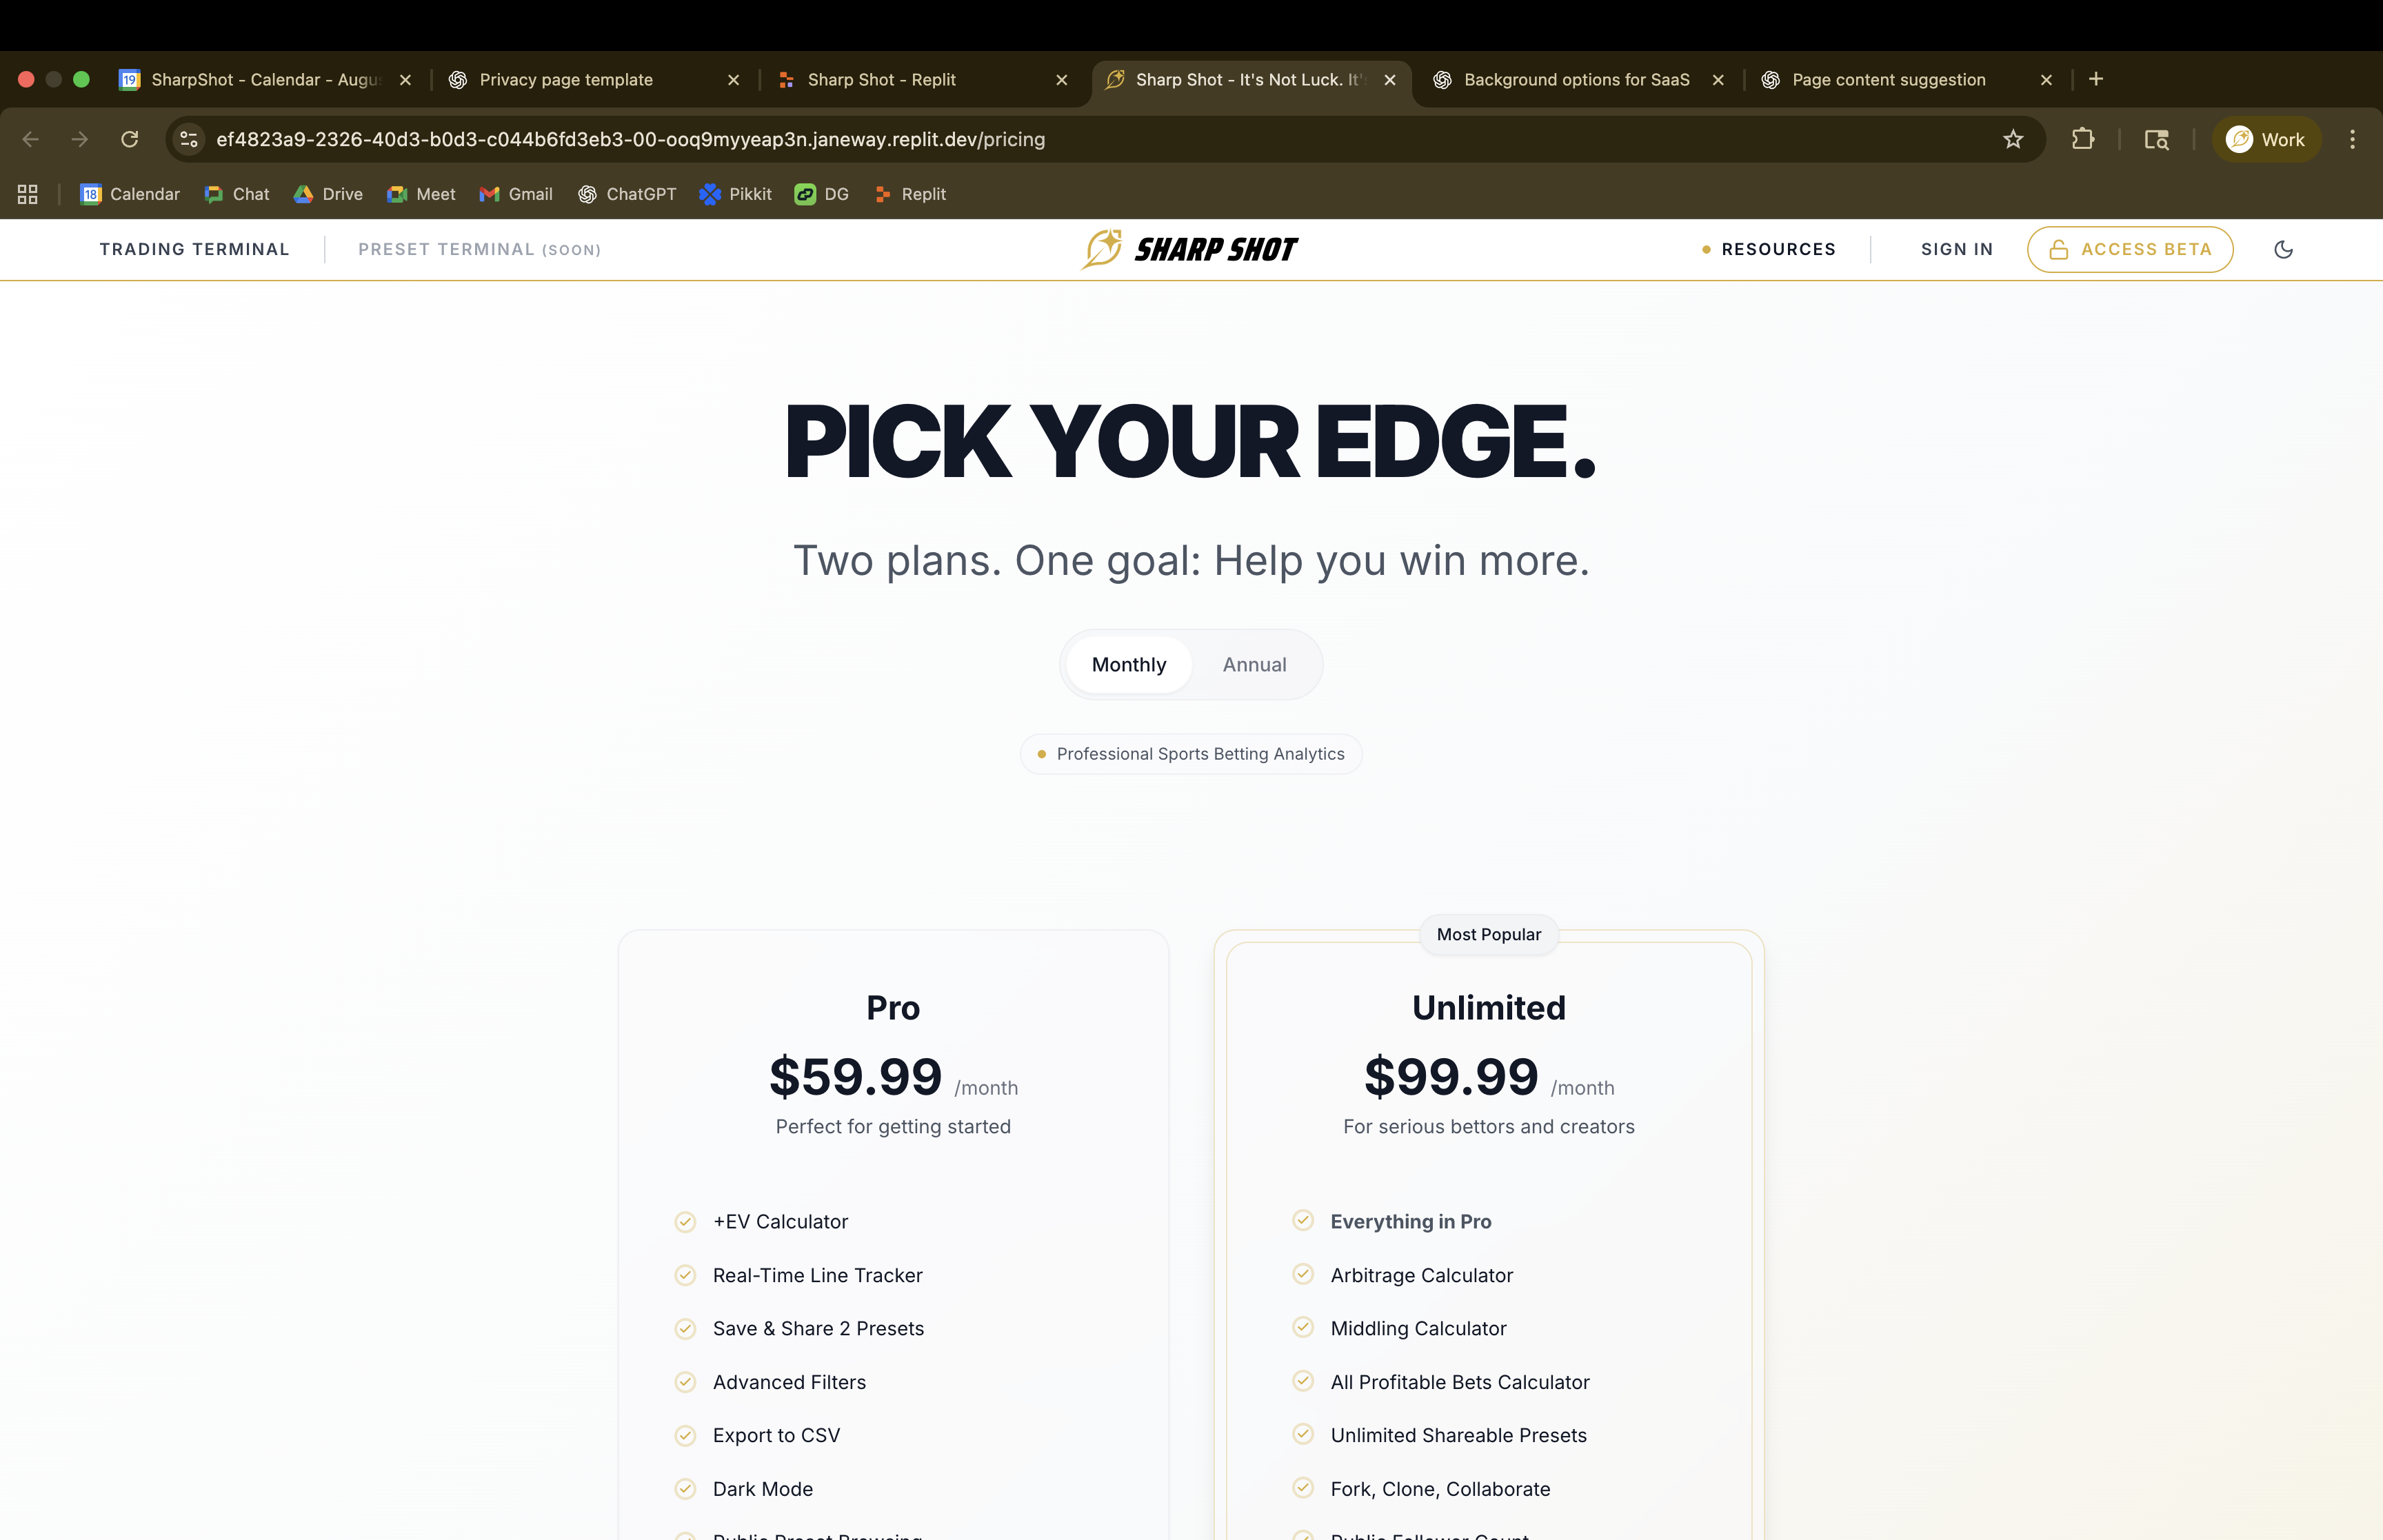 SharpShot - Calendar - Augu
Privacy page template
Sharp Shot - Replit
Sharp Shot - It's Not Luck. It'
Background options for SaaS
Page content suggestion
ef4823a9-2326-40d3-b0d3-c044b6fd3eb3-00-ooq9myyeap3n.janeway.replit.dev/pricing
Work
Calendar
Chat
Drive
Meet
Gmail
ChatGPT
Pikkit
DG
Replit
TRADING TERMINAL
PRESET TERMINAL (SOON)
SHARP SHOT
RESOURCES
SIGN IN
ACCESS BETA
PICK YOUR EDGE.
Two plans. One goal: Help you win more.
Monthly
Annual
Professional Sports Betting Analytics
Pro
$59.99 /month
Perfect for getting started
+EV Calculator
Real-Time Line Tracker
Save & Share 2 Presets
Advanced Filters
Export to CSV
Dark Mode
Public Preset Browsing
Most Popular
Unlimited
$99.99 /month
For serious bettors and creators
Everything in Pro
Arbitrage Calculator
Middling Calculator
All Profitable Bets Calculator
Unlimited Shareable Presets
Fork, Clone, Collaborate
Public Follower Count